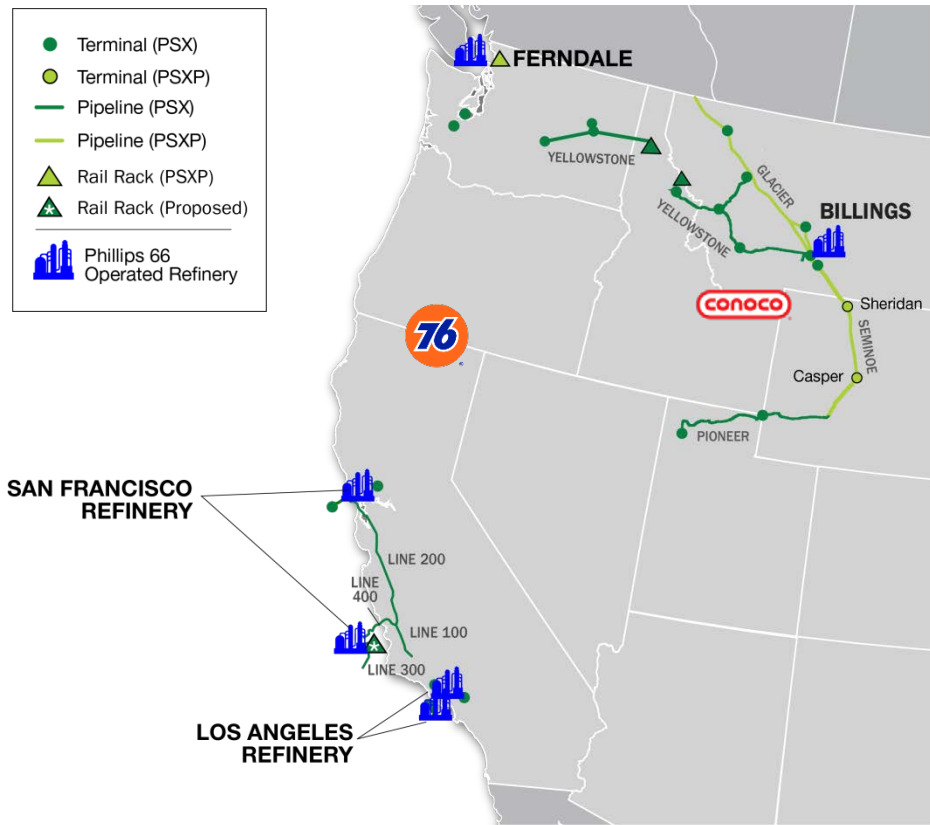 Terminal (PSX)
Terminal (PSXP)
Pipeline (PSX)
Pipeline (PSXP)
Rail Rack (PSXP)
Rail Rack (Proposed)
Phillips 66
Operated Refinery
FERNDALE
YELLOWSTONE
GLACIER
YELLOWSTONE
BILLINGS
conoco
Sheridan
76
SEMINOE
Casper
PIONEER
SAN FRANCISCO
REFINERY
LINE 200
LINE
400
LINE 100
LINE 300
LOS ANGELES
REFINERY